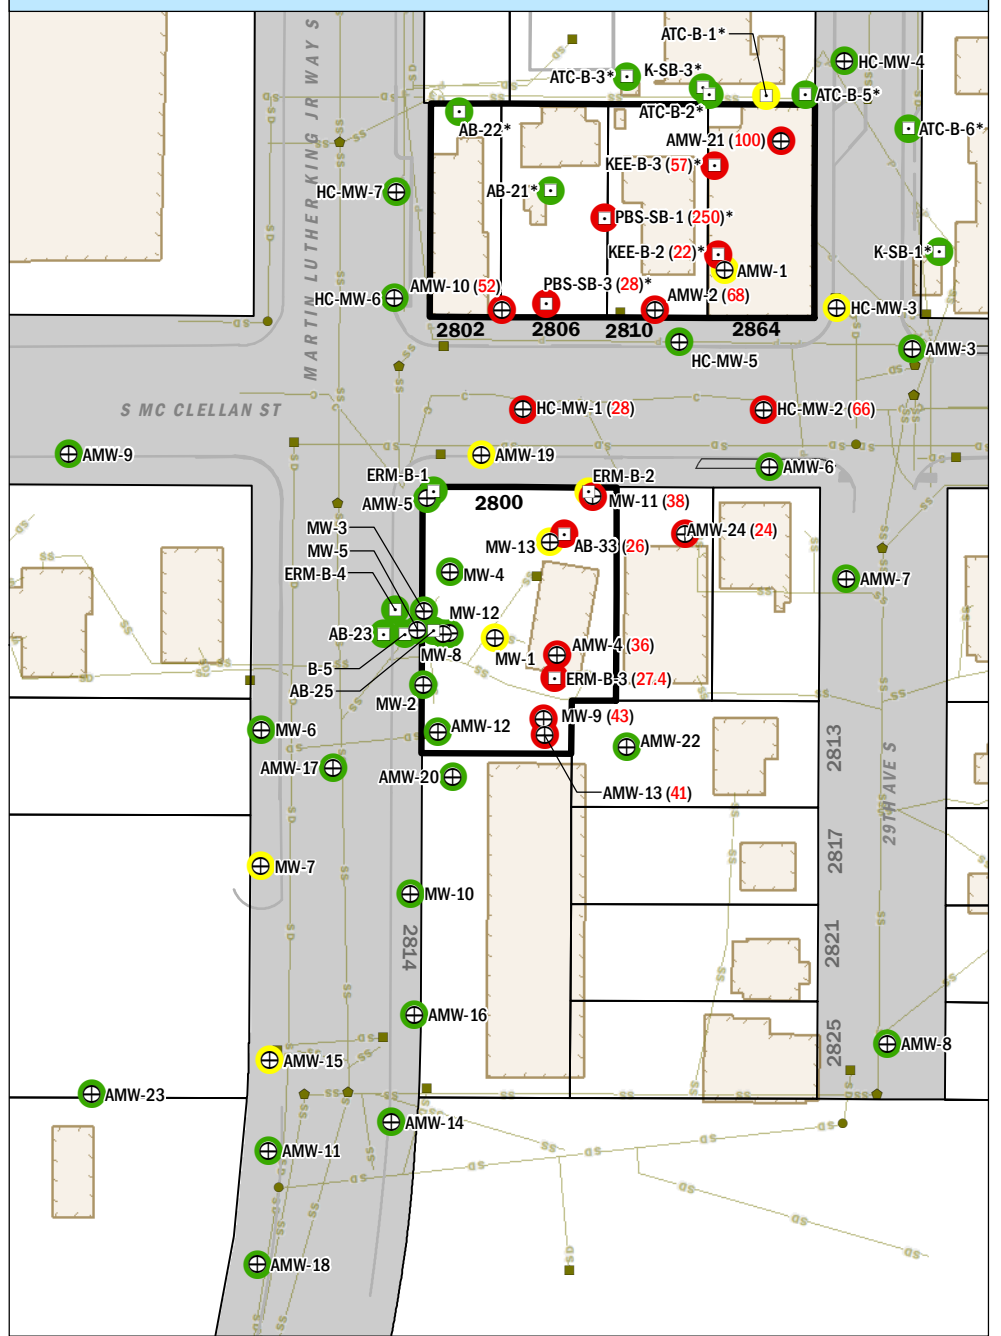 ATC-B-1*
ATC-B-3*
K-SB-3*
HC-MW-4
ATC-B-2*
ATC-B-5*
AB-22*
ATC-B-6*
AMW-21 (100)
KEE-B-3 (57)*
HC-MW-7
AB-21*
PBS-SB-1 (250)*
KEE-B-2 (22)*
K-SB-1*
AMW-1
AMW-10 (52)
PBS-SB-3 (28)*
AMW-2 (68)
HC-MW-6
HC-MW-3
2802
2806
2810
2864
MARTIN LUTHER KING JR WAY S
AMW-3
HC-MW-5
S MC CLELLAN ST
HC-MW-1 (28)
HC-MW-2 (66)
AMW-9
AMW-19
AMW-6
ERM-B-1
ERM-B-2
AMW-5
2800
MW-11 (38)
MW-3
AMW-24 (24)
MW-13
AB-33 (26)
MW-5
ERM-B-4
MW-4
AMW-7
MW-12
AB-23
MW-8
MW-1
AMW-4 (36)
B-5
ERM-B-3 (27.4)
AB-25
MW-2
MW-9 (43)
MW-6
AMW-12
AMW-22
2813
AMW-17
AMW-20
AMW-13 (41)
29TH AVE S
2817
MW-7
MW-10
2814
2821
AMW-16
2825
AMW-8
AMW-15
AMW-23
AMW-14
AMW-11
AMW-18
SD
SS
C